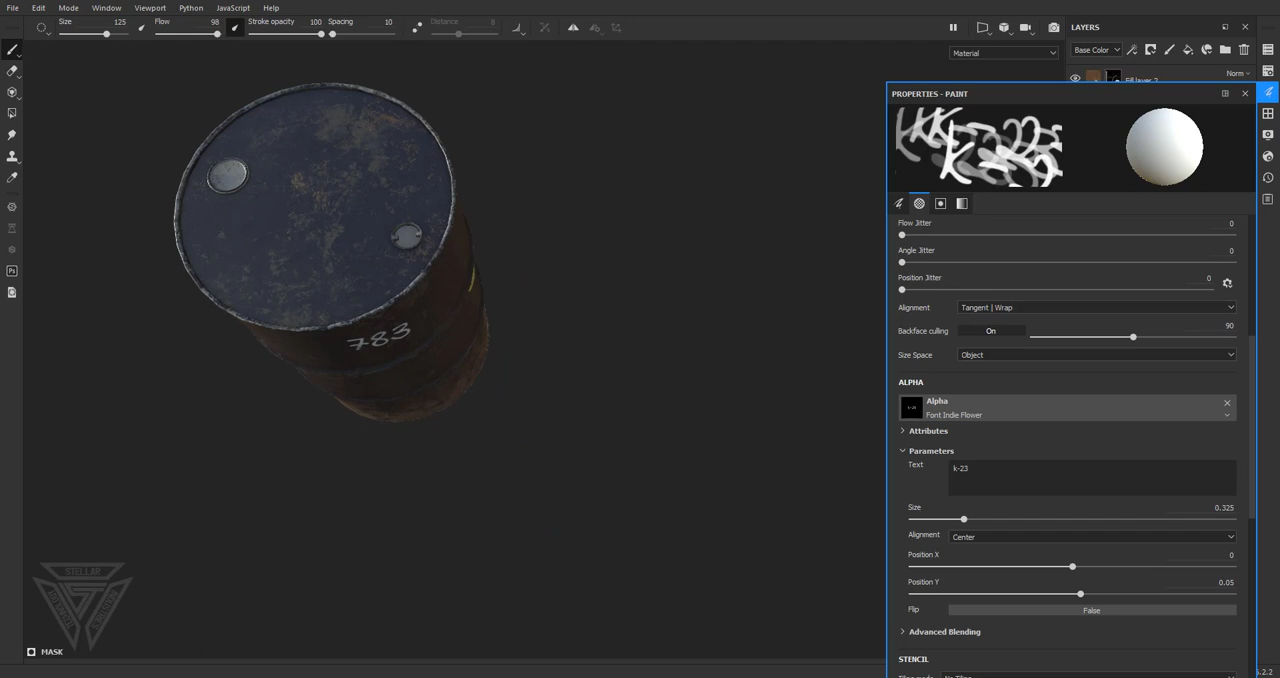 File Edit Mode Window Viewport Python JavaScript Help
Size 125 Flow 98 Stroke opacity 100 Spacing 10 Distance 8
LAYERS
Base Color
Material
Norm
Fill layer 2
PROPERTIES - PAINT
Flow Jitter 0
Angle Jitter 0
Position Jitter 0
Alignment Tangent | Wrap
Backface culling On 90
Size Space Object
ALPHA
Alpha
Font Indie Flower
Attributes
Parameters
Text k-23
Size 0.325
Alignment Center
Position X 0
Position Y 0.05
Flip False
Advanced Blending
STENCIL
783
STELLAR
MASK
Ps